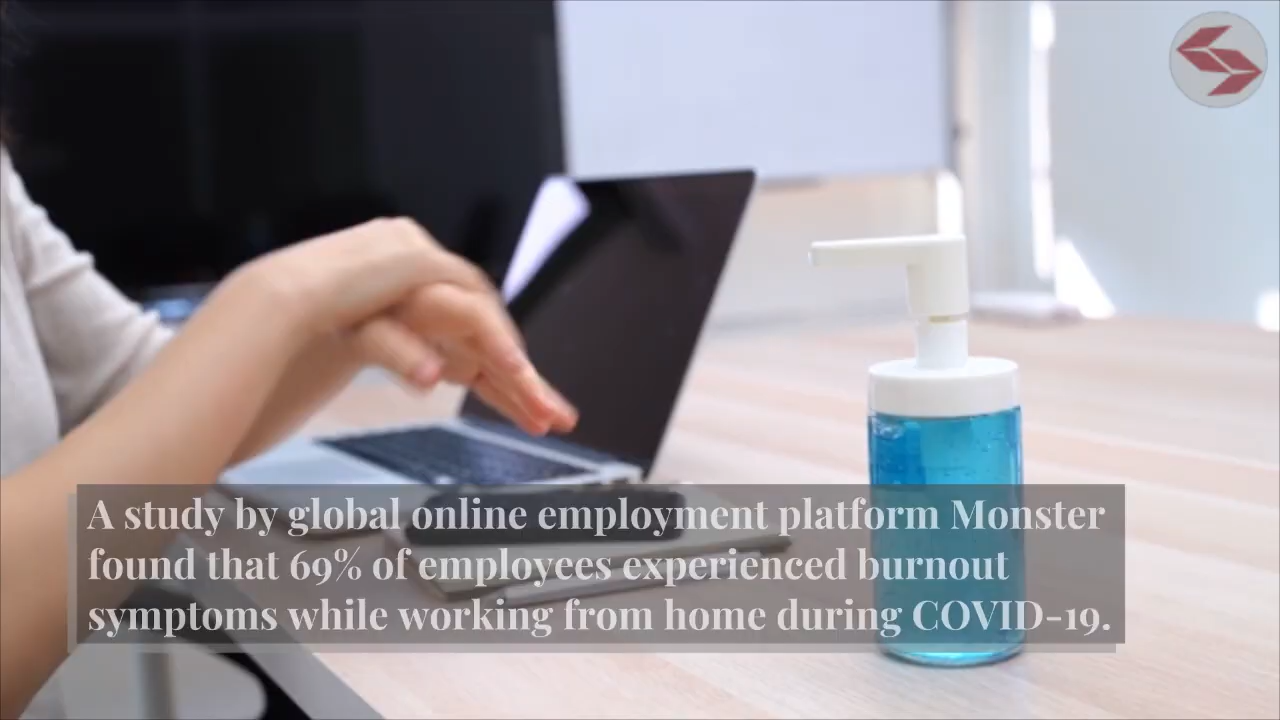 A study by global online employment platform Monster
found that 69% of employees experienced burnout
symptoms while working from home during COVID-19.